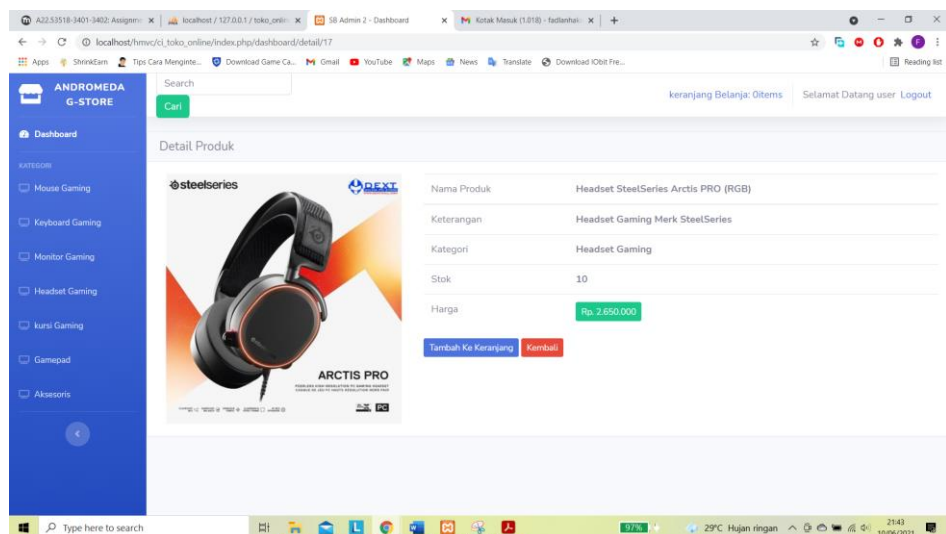 A22.53518-3401-3402: Assignme
localhost / 127.0.0.1 / toko_onlin
SB Admin 2 - Dashboard
Kotak Masuk (1.018) - fadlanhaki
localhost/hmvc/ci_toko_online/index.php/dashboard/detail/17
Apps ShrinkEarn Tips Cara Menginte... Download Game Ca... Gmail YouTube Maps News Translate Download IObit Fre... Reading list
ANDROMEDA
G-STORE
Search
Cari
keranjang Belanja: 0items
Selamat Datang user Logout
Dashboard
KATEGORI
Mouse Gaming
Keyboard Gaming
Monitor Gaming
Headset Gaming
kursi Gaming
Gamepad
Aksesoris
Detail Produk
steelseries
DEXT
ARCTIS PRO
PC
Nama Produk Headset SteelSeries Arctis PRO (RGB)
Keterangan Headset Gaming Merk SteelSeries
Kategori Headset Gaming
Stok 10
Harga Rp. 2.650.000
Tambah Ke Keranjang Kembali
Type here to search
97%
29°C Hujan ringan
21:43
10/06/2021